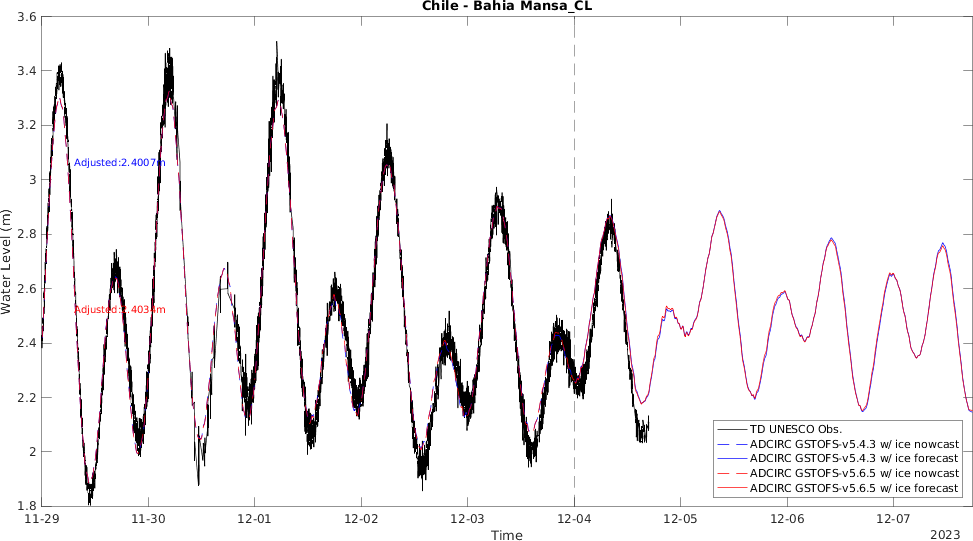 Chile - Bahia Mansa_CL
Water Level (m)
3.6
3.4
3.2
3
2.8
2.6
2.4
2.2
2
1.8
Adjusted:2.4007m
Adjusted:2.4034m
TD UNESCO Obs.
ADCIRC GSTOFS-v5.4.3 w/ ice nowcast
ADCIRC GSTOFS-v5.4.3 w/ ice forecast
ADCIRC GSTOFS-v5.6.5 w/ ice nowcast
ADCIRC GSTOFS-v5.6.5 w/ ice forecast
11-29 11-30 12-01 12-02 12-03 12-04 12-05 12-06 12-07
Time
2023